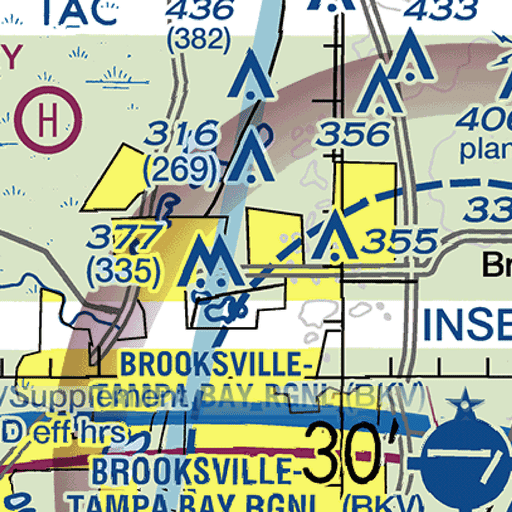 TAC
436
(382)
433
Y
H
316
(269)
356
406
plan
33
377
(335)
355
Br
INSE
BROOKSVILLE-
TAMPA BAY RGNL (BKV)
/Supplement
D eff hrs
30'
BROOKSVILLE-
TAMPA BAY RGNL (BKV)